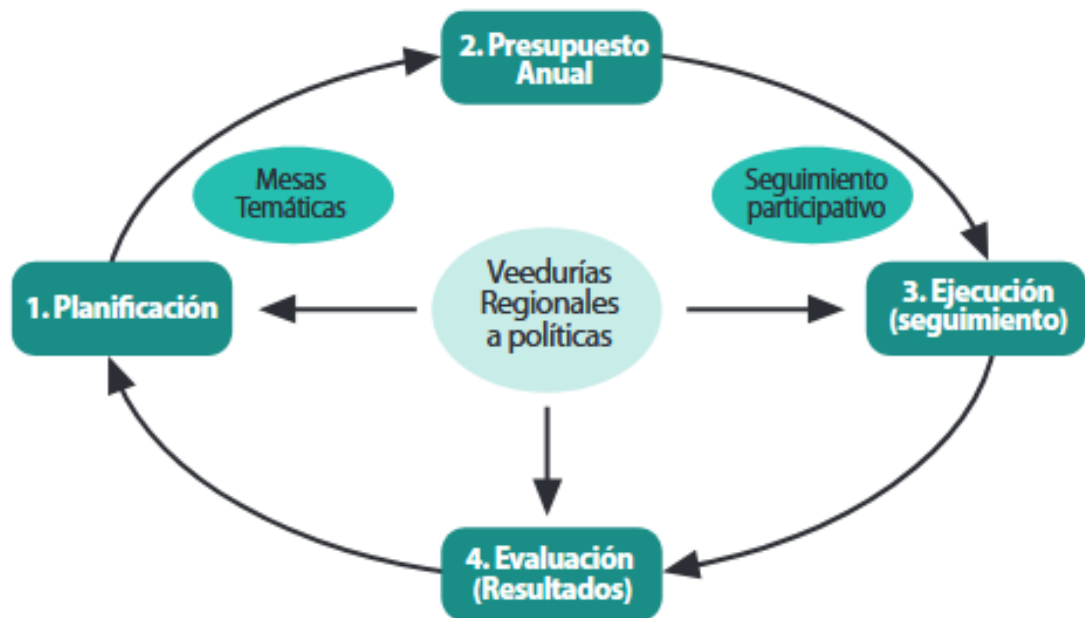 2. Presupuesto
Anual
Mesas
Temáticas
Seguimiento
participativo
1. Planificación
Veedurías
Regionales
a políticas
3. Ejecución
(seguimiento)
4. Evaluación
(Resultados)